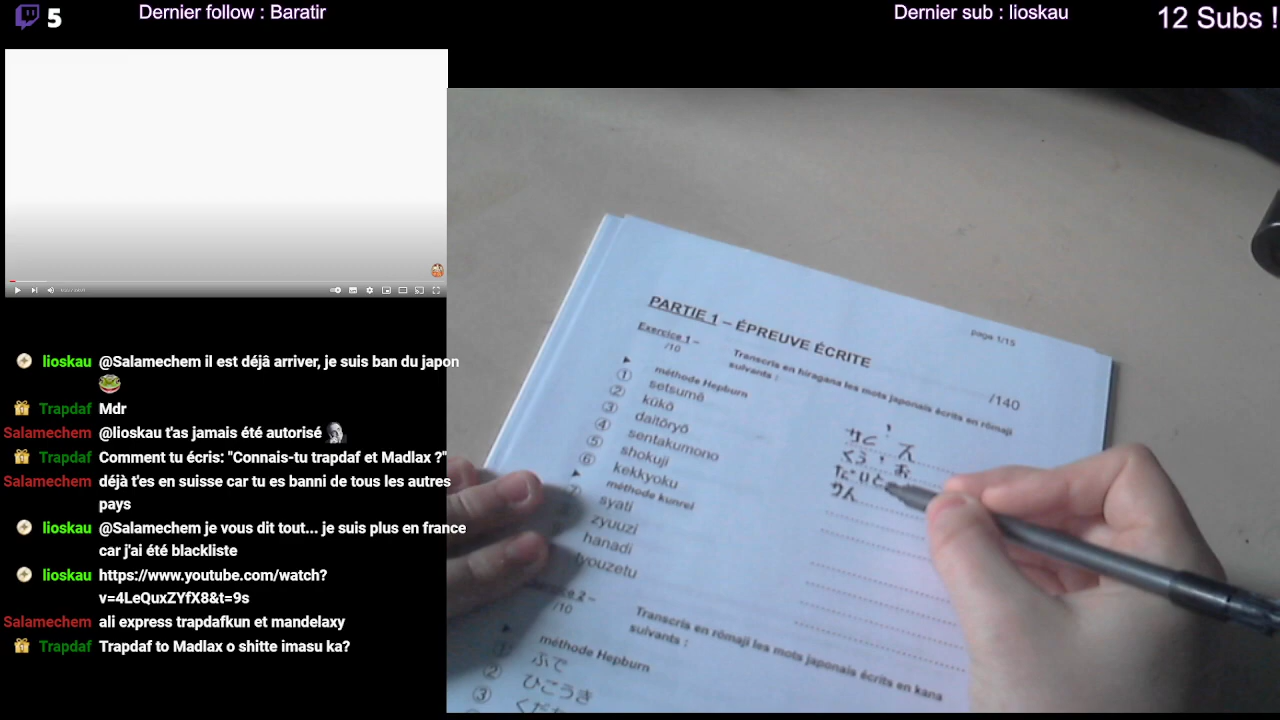 5
Dernier follow : Baratir
Dernier sub : lioskau
12 Subs !
lioskau @Salamechem il est déjâ arriver, je suis ban du japon
Trapdaf Mdr
Salamechem @lioskau t'as jamais été autorisé
Trapdaf Comment tu écris: "Connais-tu trapdaf et Madlax ?"
Salamechem déjà t'es en suisse car tu es banni de tous les autres
pays
lioskau @Salamechem je vous dit tout... je suis plus en france
car j'ai été blackliste
lioskau https://www.youtube.com/watch?
v=4LeQuxZYfX8&t=9s
Salamechem ali express trapdafkun et mandelaxy
Trapdaf Trapdaf to Madlax o shitte imasu ka?
page 1/15
PARTIE 1 – ÉPREUVE ÉCRITE
/140
Exercice 1 –
/10
Transcris en hiragana les mots japonais écrits en rōmaji
suivants :
méthode Hepburn
① setsumē
② kūkō
③ daitōryō
④ sentakumono
⑤ shokuji
⑥ kekkyoku
méthode kunrei
syati
zyuuzi
hanadi
tyouzetu
/10
Transcris en rōmaji les mots japonais écrits en kana
suivants :
méthode Hepburn
① ふで
② ひこうき
③